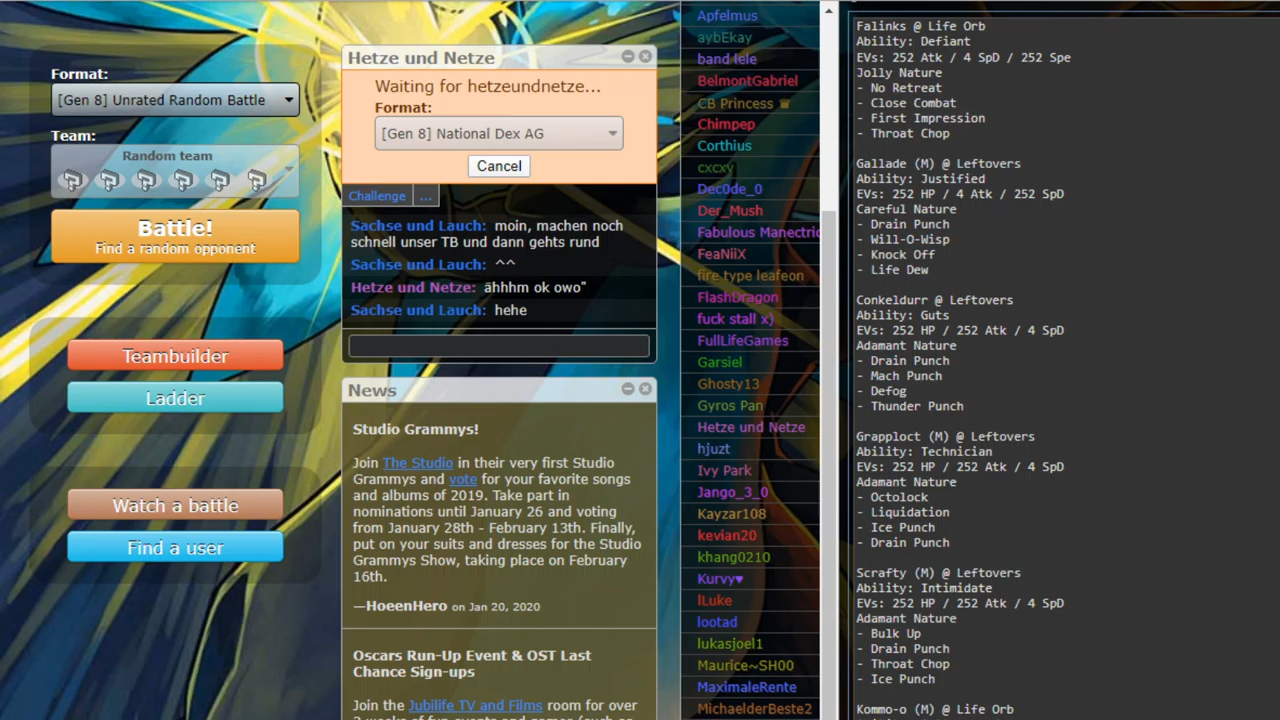 Format:
[Gen 8] Unrated Random Battle
Team:
Random team
Battle!
Find a random opponent
Teambuilder
Ladder
Watch a battle
Find a user
Hetze und Netze
Waiting for hetzeundnetze...
Format:
[Gen 8] National Dex AG
Cancel
Challenge ...
Sachse und Lauch: moin, machen noch
schnell unser TB und dann gehts rund
Sachse und Lauch: ^^
Hetze und Netze: ähhhm ok owo"
Sachse und Lauch: hehe
News
Studio Grammys!
Join The Studio in their very first Studio
Grammys and vote for your favorite songs
and albums of 2019. Take part in
nominations until January 26 and voting
from January 28th - February 13th. Finally,
put on your suits and dresses for the Studio
Grammys Show, taking place on February
16th.
—HoeenHero on Jan 20, 2020
Oscars Run-Up Event & OST Last
Chance Sign-ups
Join the Jubilife TV and Films room for over
Apfelmus
aybEkay
band lele
BelmontGabriel
CB Princess ♛
Chimpep
Corthius
cxcxy
Dec0de_0
Der_Mush
Fabulous Manectric
FeaNiiX
fire type leafeon
FlashDragon
fuck stall x)
FullLifeGames
Garsiel
Ghosty13
Gyros Pan
Hetze und Netze
hjuzt
Ivy Park
Jango_3_0
Kayzar108
kevian20
khang0210
Kurvy♥
lLuke
lootad
lukasjoel1
Maurice~SH00
MaximaleRente
MichaelderBeste2
Falinks @ Life Orb
Ability: Defiant
EVs: 252 Atk / 4 SpD / 252 Spe
Jolly Nature
- No Retreat
- Close Combat
- First Impression
- Throat Chop
Gallade (M) @ Leftovers
Ability: Justified
EVs: 252 HP / 4 Atk / 252 SpD
Careful Nature
- Drain Punch
- Will-O-Wisp
- Knock Off
- Life Dew
Conkeldurr @ Leftovers
Ability: Guts
EVs: 252 HP / 252 Atk / 4 SpD
Adamant Nature
- Drain Punch
- Mach Punch
- Defog
- Thunder Punch
Grapploct (M) @ Leftovers
Ability: Technician
EVs: 252 HP / 252 Atk / 4 SpD
Adamant Nature
- Octolock
- Liquidation
- Ice Punch
- Drain Punch
Scrafty (M) @ Leftovers
Ability: Intimidate
EVs: 252 HP / 252 Atk / 4 SpD
Adamant Nature
- Bulk Up
- Drain Punch
- Throat Chop
- Ice Punch
Kommo-o (M) @ Life Orb